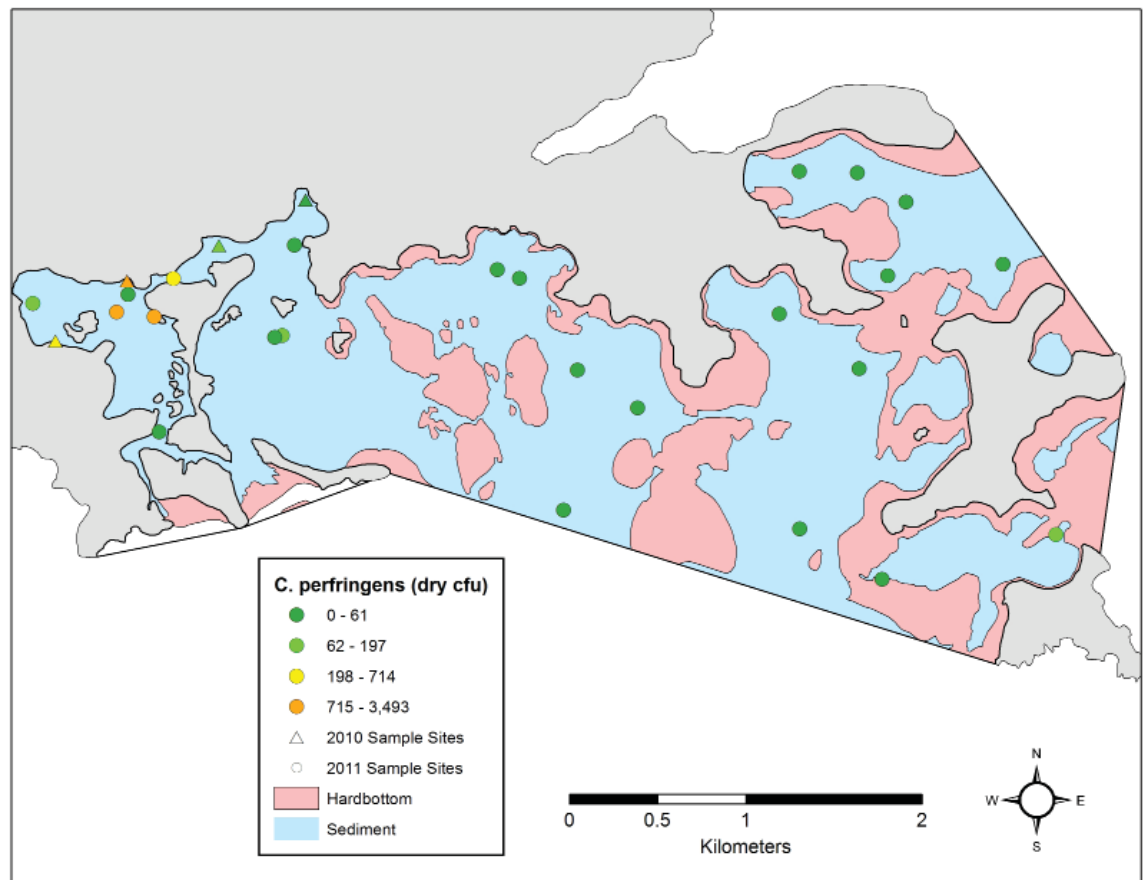 C. perfringens (dry cfu)
0 - 61
62 - 197
198 - 714
715 - 3,493
2010 Sample Sites
2011 Sample Sites
Hardbottom
Sediment
0 0.5 1 2
Kilometers
N
W E
S